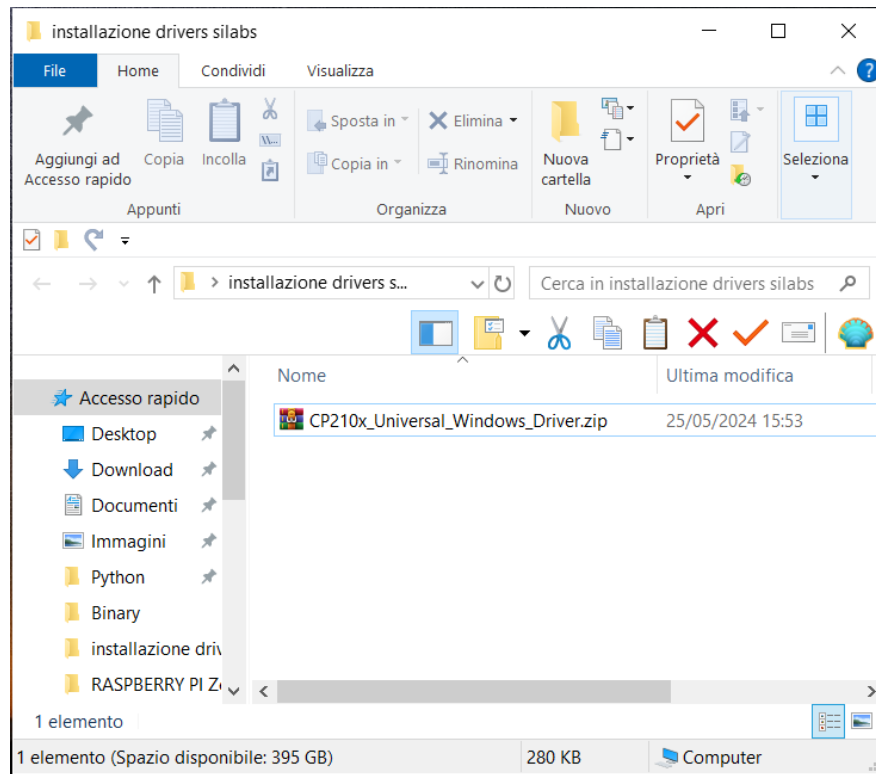 installazione drivers silabs
File Home Condividi Visualizza
Aggiungi ad
Accesso rapido
Copia
Incolla
W...
Sposta in
Copia in
Elimina
Rinomina
Nuova
cartella
Proprietà
Seleziona
Appunti Organizza Nuovo Apri
installazione drivers s...
Cerca in installazione drivers silabs
Nome Ultima modifica
Accesso rapido
CP210x_Universal_Windows_Driver.zip 25/05/2024 15:53
Desktop
Download
Documenti
Immagini
Python
Binary
installazione driv
RASPBERRY PI Z
1 elemento
1 elemento (Spazio disponibile: 395 GB) 280 KB Computer